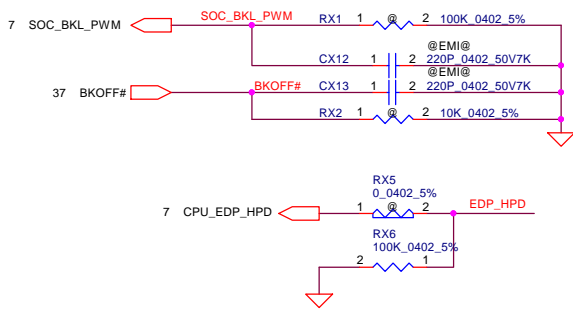 SOC_BKL_PWM RX1 1 @ 2 100K_0402_5%
7 SOC_BKL_PWM
@EMI@
CX12 1 2 220P_0402_50V7K
@EMI@
37 BKOFF# BKOFF# CX13 1 2 220P_0402_50V7K
RX2 1 @ 2 10K_0402_5%
RX5
0_0402_5%
7 CPU_EDP_HPD 1 @ 2 EDP_HPD
RX6
100K_0402_5%
2 1